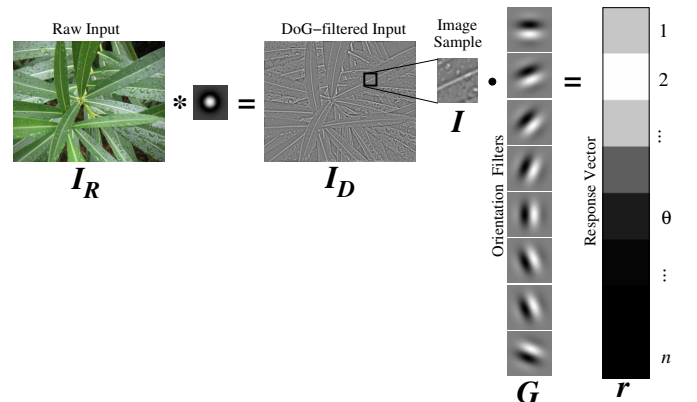 Raw Input
DoG−filtered Input
Image
Sample
* = • =
I_R
I_D
I
Orientation Filters
G
Response Vector
r
1
2
...
θ
...
n